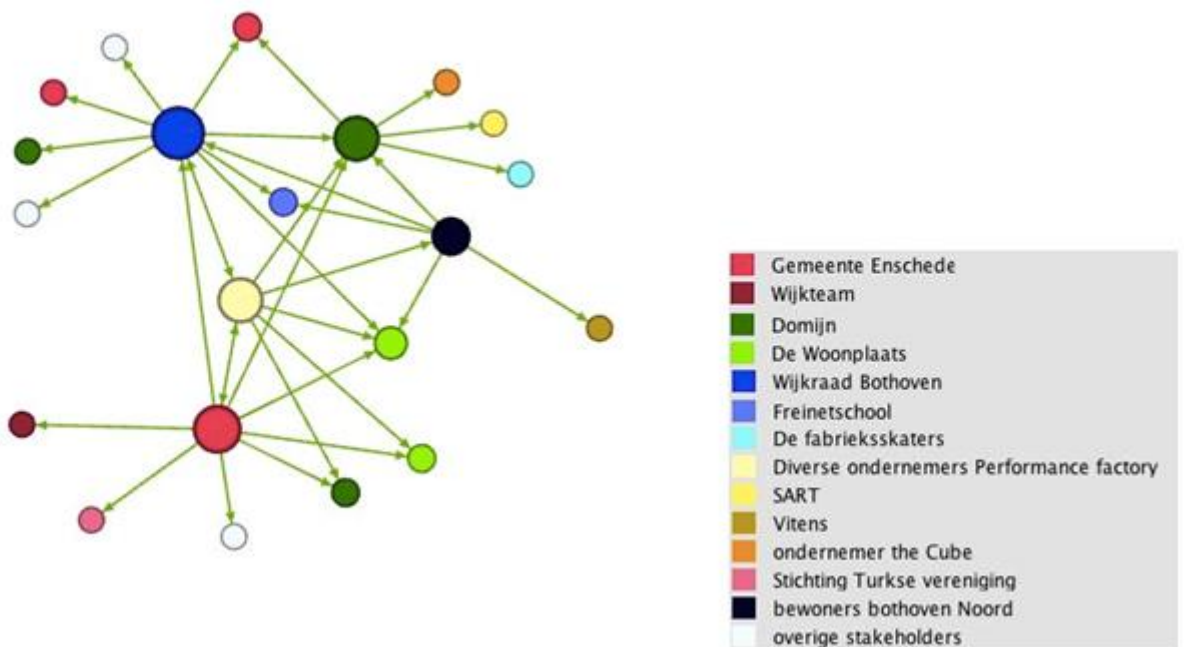 Gemeente Enschede
Wijkteam
Domijn
De Woonplaats
Wijkraad Bothoven
Freinetschool
De fabrieksskaters
Diverse ondernemers Performance factory
SART
Vitens
ondernemer the Cube
Stichting Turkse vereniging
bewoners bothoven Noord
overige stakeholders